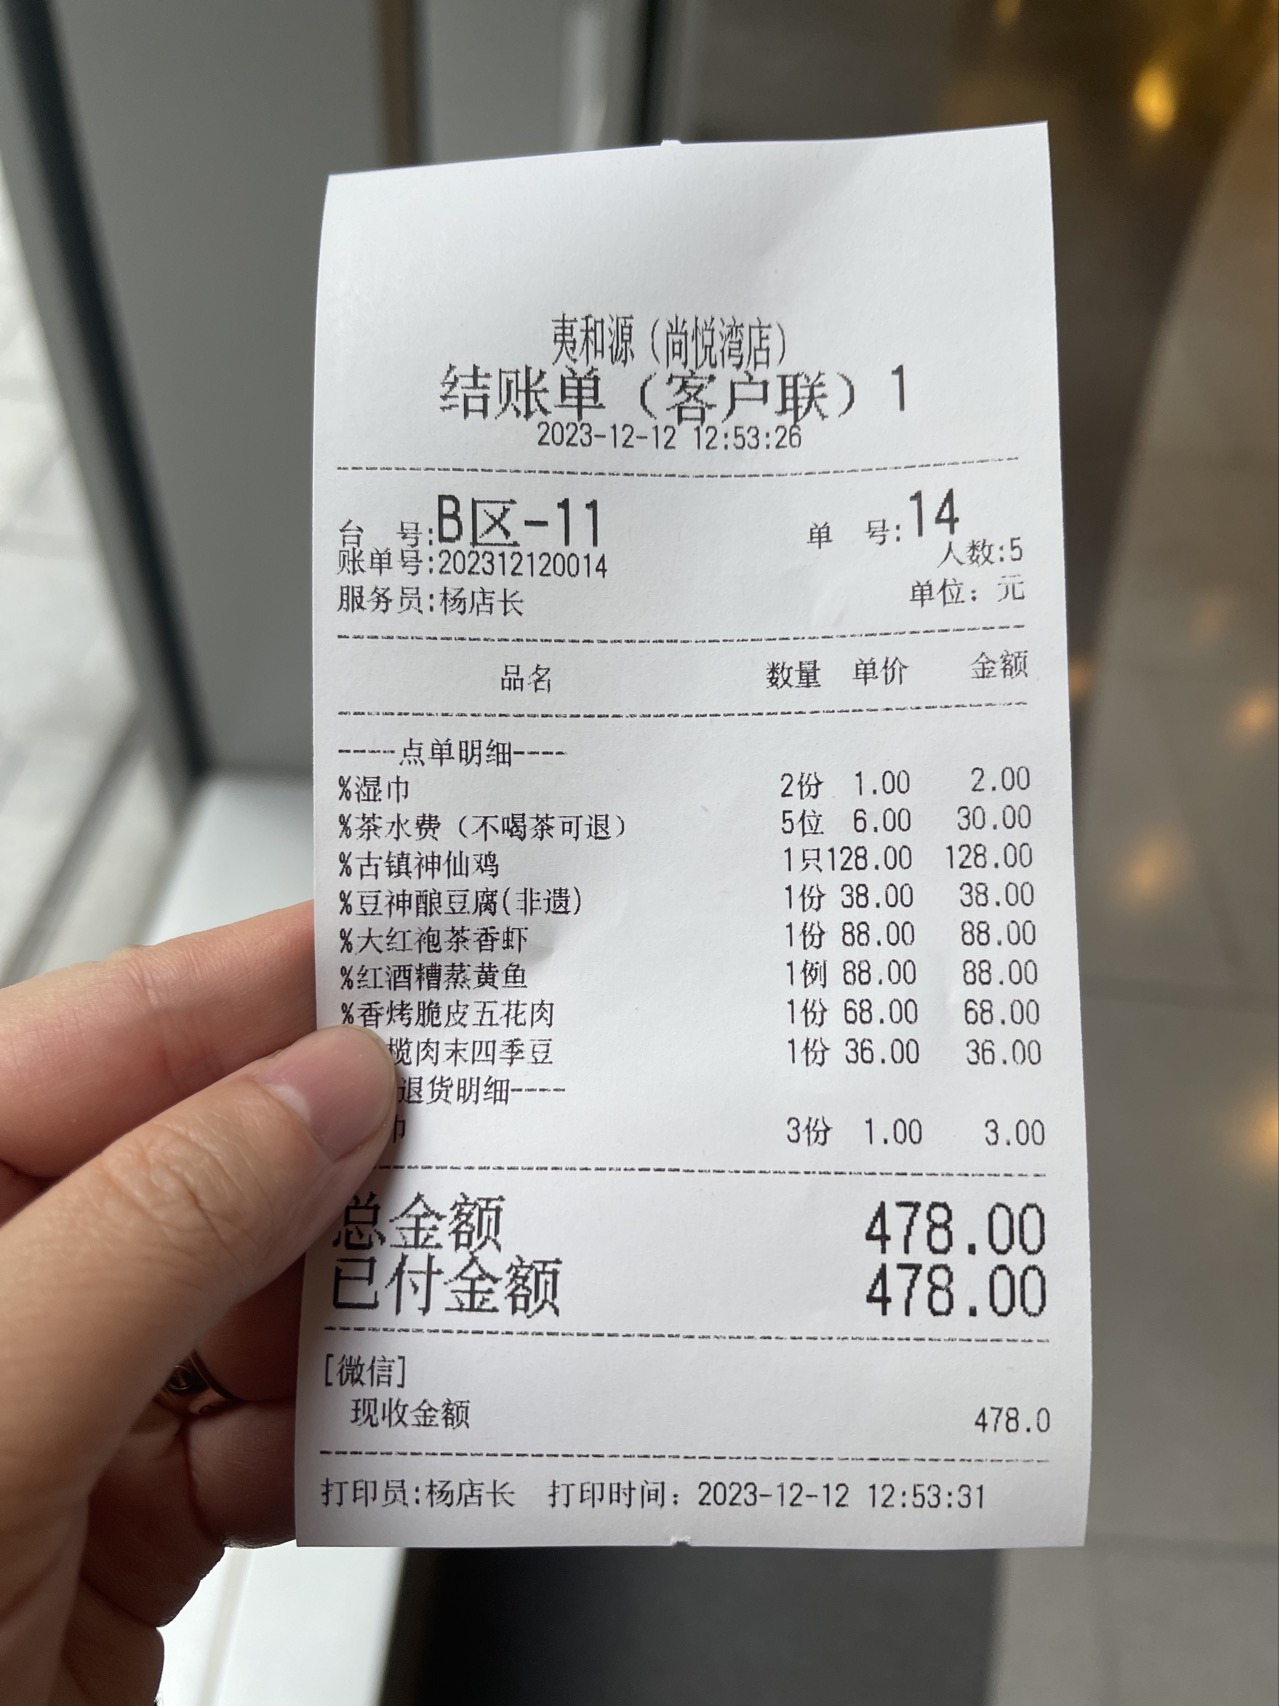 夷和源（尚悦湾店）
结账单（客户联）1
2023-12-12 12:53:26
台 号:B区-11 单 号:14
账单号:202312120014 人数:5
服务员:杨店长 单位：元
品名 数量 单价 金额
----点单明细----
%湿巾 2份 1.00 2.00
%茶水费（不喝茶可退） 5位 6.00 30.00
%古镇神仙鸡 1只128.00 128.00
%豆神酿豆腐(非遗) 1份 38.00 38.00
%大红袍茶香虾 1份 88.00 88.00
%红酒糟蒸黄鱼 1例 88.00 88.00
%香烤脆皮五花肉 1份 68.00 68.00
榄肉末四季豆 1份 36.00 36.00
退货明细----
巾 3份 1.00 3.00
总金额 478.00
已付金额 478.00
[微信]
现收金额 478.0
打印员:杨店长 打印时间：2023-12-12 12:53:31